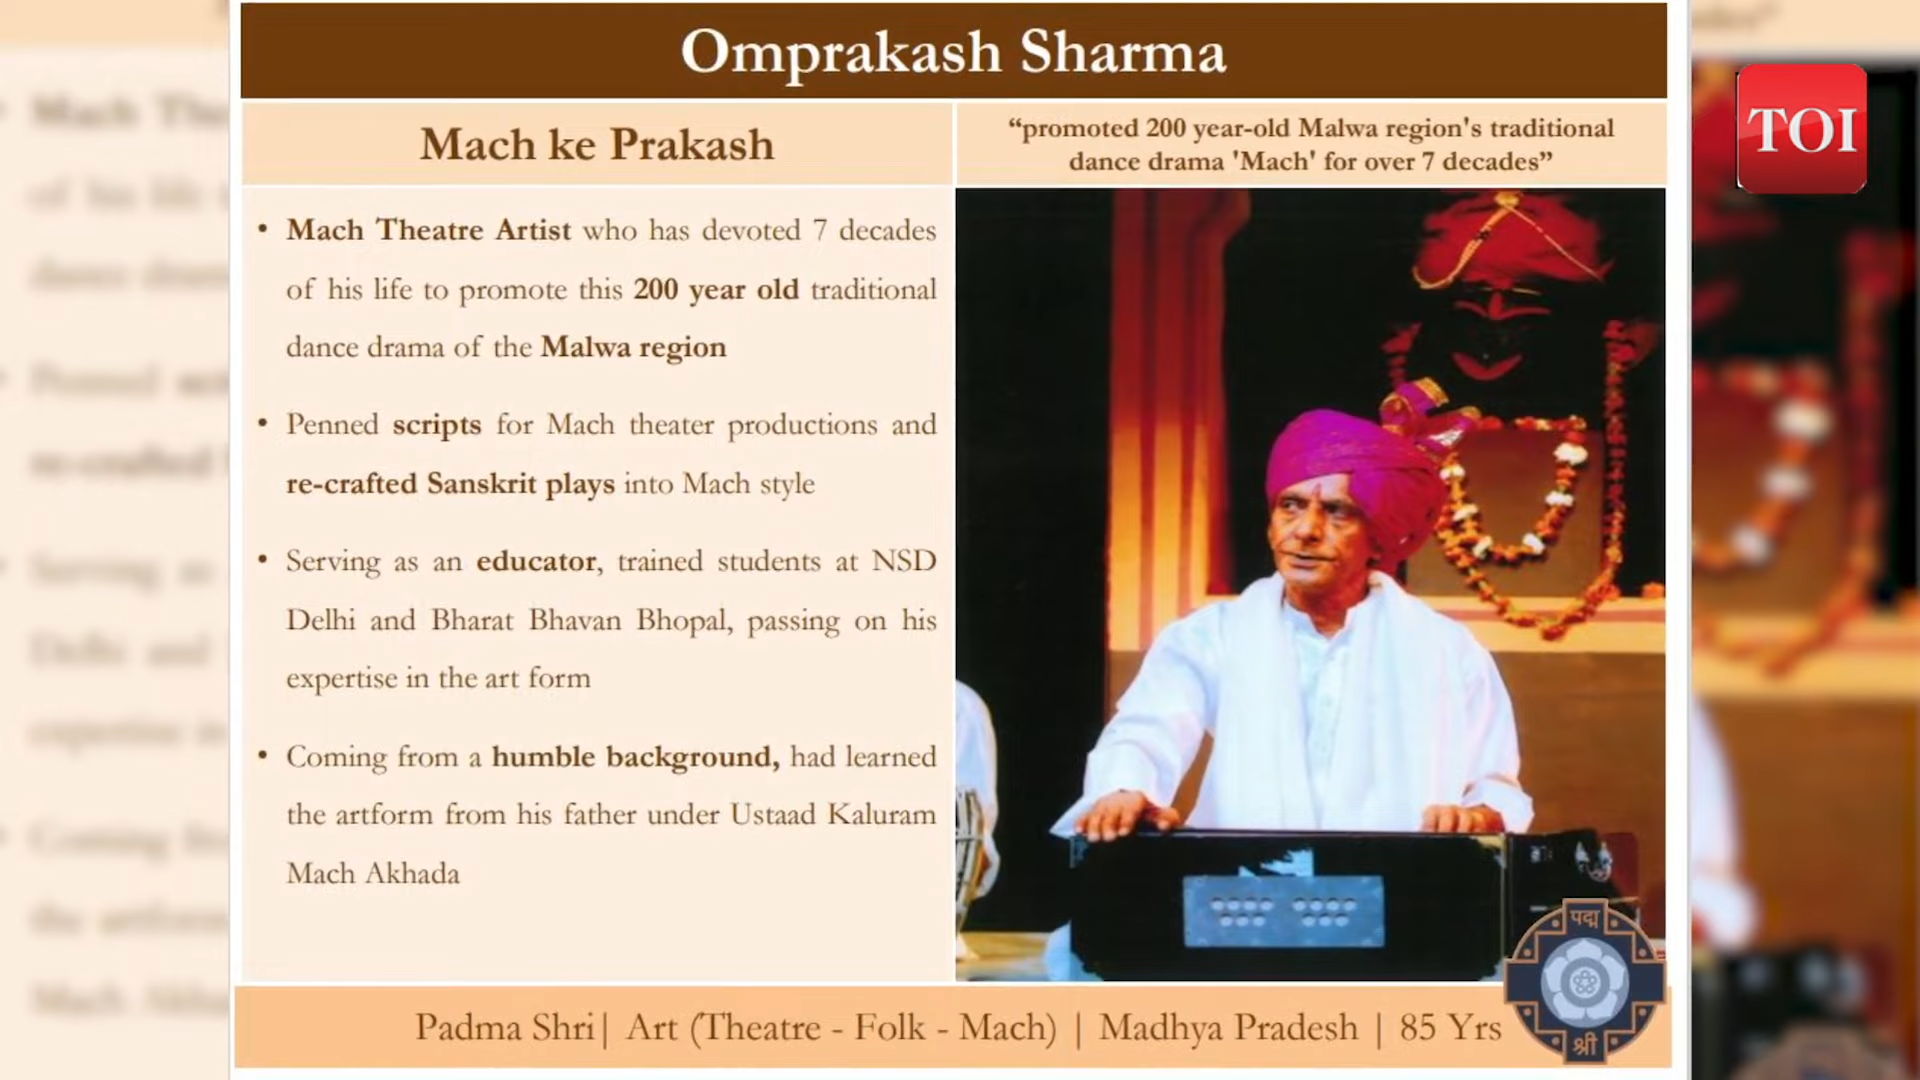 Omprakash Sharma
TOI
Mach ke Prakash
“promoted 200 year-old Malwa region's traditional
dance drama 'Mach' for over 7 decades”
• Mach Theatre Artist who has devoted 7 decades
of his life to promote this 200 year old traditional
dance drama of the Malwa region
• Penned scripts for Mach theater productions and
re-crafted Sanskrit plays into Mach style
• Serving as an educator, trained students at NSD
Delhi and Bharat Bhavan Bhopal, passing on his
expertise in the art form
• Coming from a humble background, had learned
the artform from his father under Ustaad Kaluram
Mach Akhada
पद्म
श्री
Padma Shri| Art (Theatre - Folk - Mach) | Madhya Pradesh | 85 Yrs